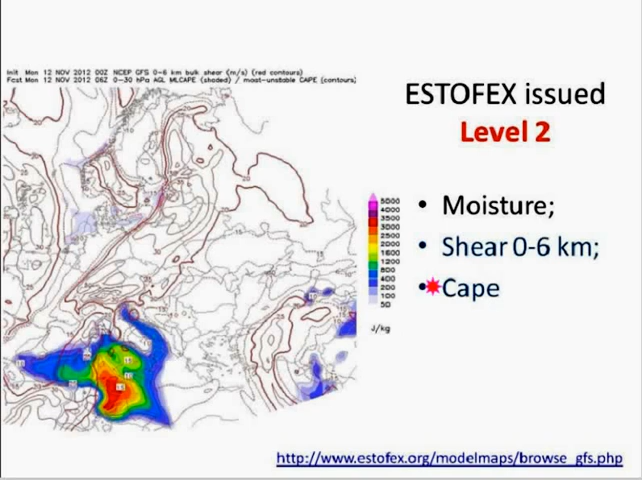 Init Mon 12 NOV 2012 00Z NCEP GFS 0-6 km bulk shear (m/s) (red contours)
Fcst Mon 12 NOV 2012 06Z 0-30 hPa AGL MLCAPE (shaded) / most-unstable CAPE (contours)
ESTOFEX issued
Level 2
• Moisture;
• Shear 0-6 km;
• Cape
5000
4000
3500
3000
2500
2000
1600
1200
800
400
200
100
50
J/kg
http://www.estofex.org/modelmaps/browse_gfs.php